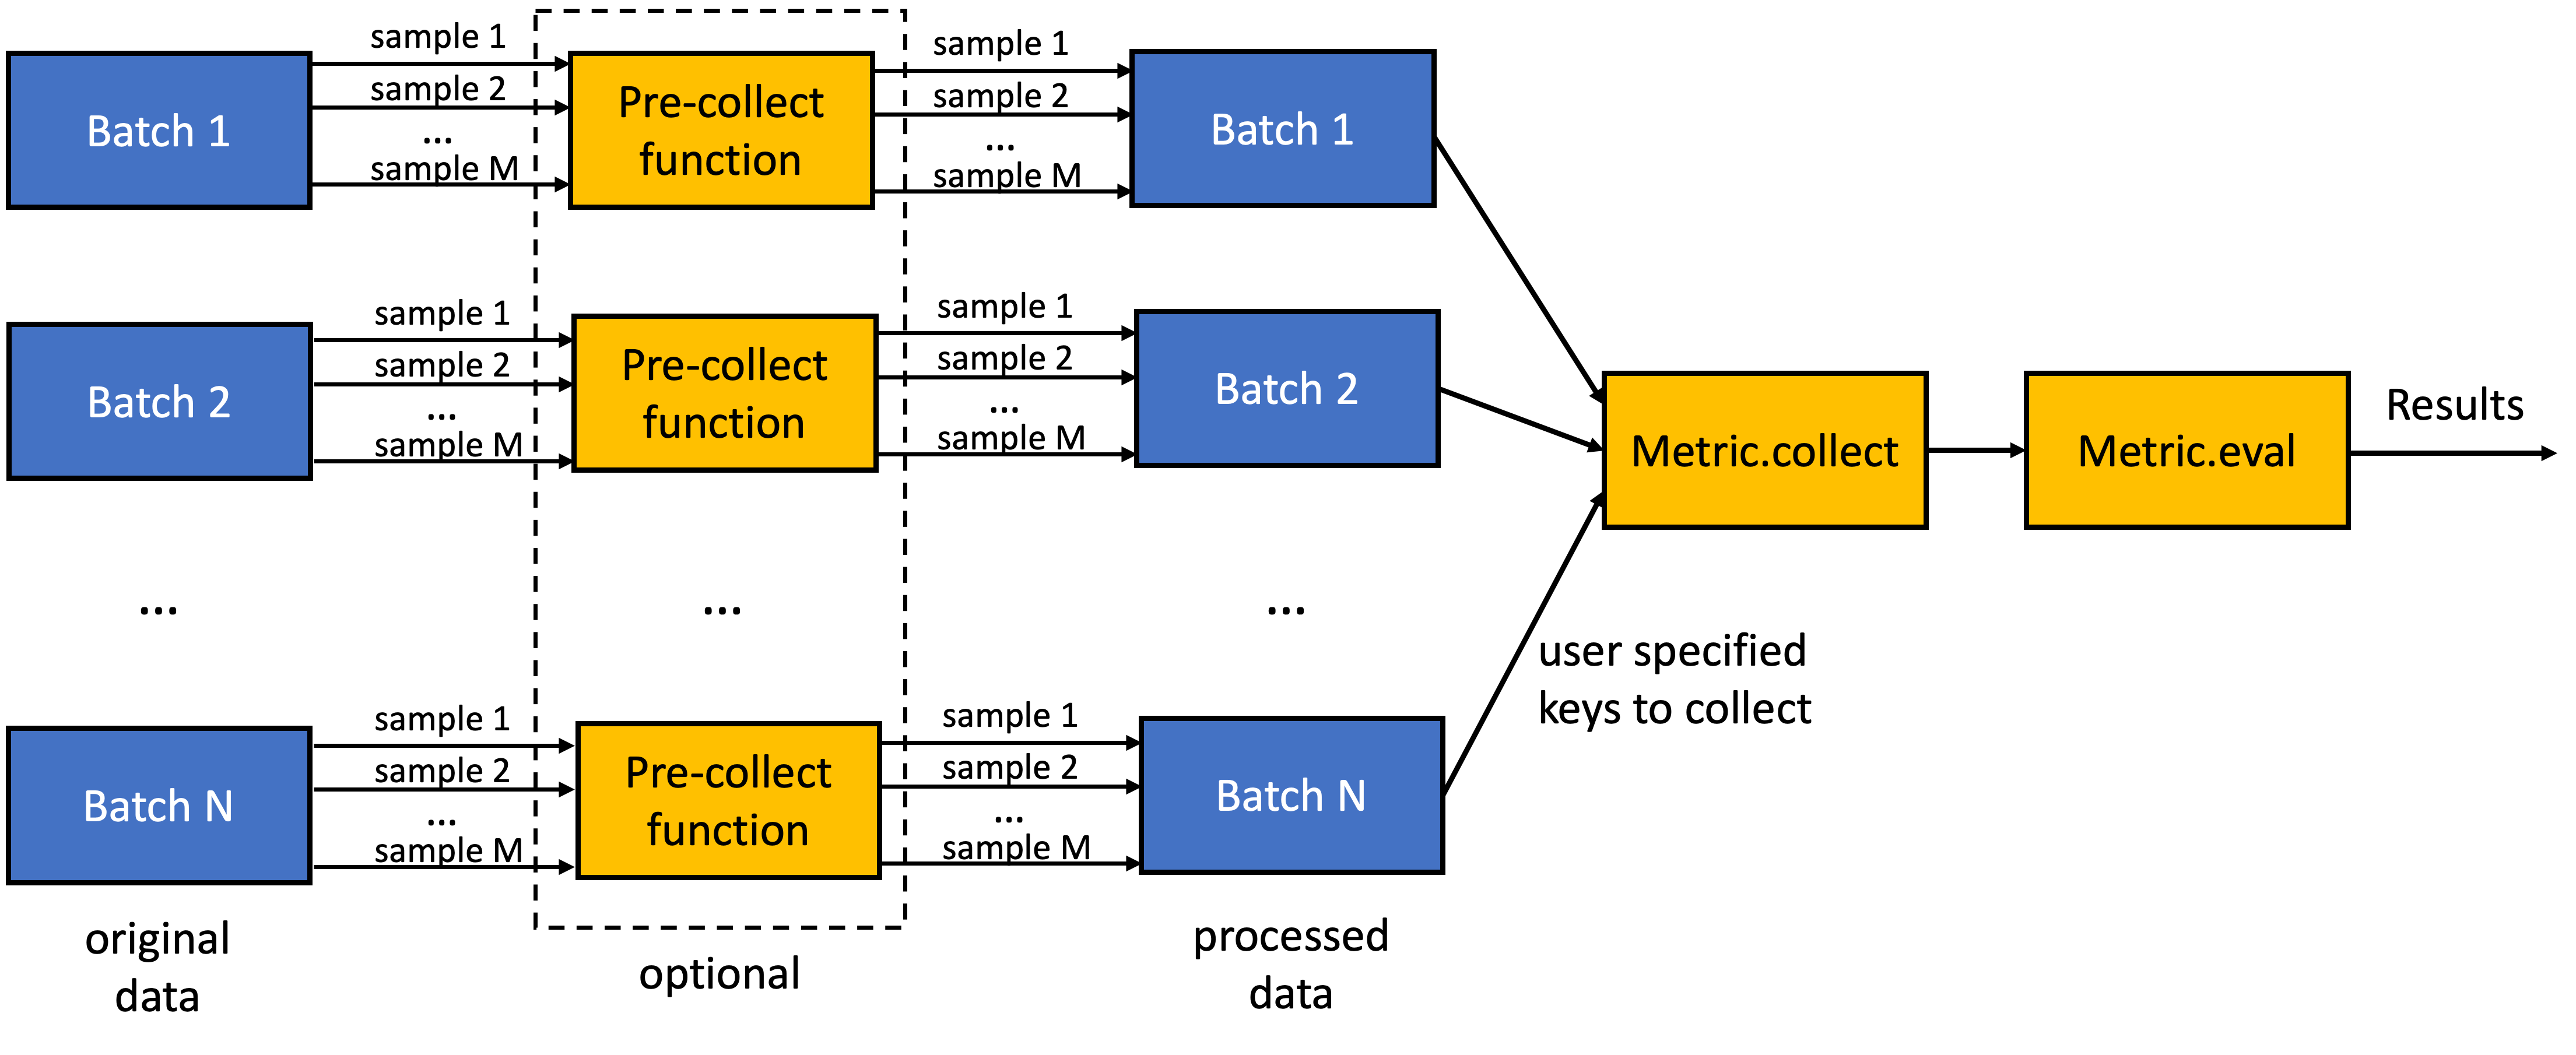 Batch 1
sample 1
sample 2
...
sample M
Pre-collect
function
sample 1
sample 2
...
sample M
Batch 1
Batch 2
sample 1
sample 2
...
sample M
Pre-collect
function
sample 1
sample 2
...
sample M
Batch 2
Metric.collect
Metric.eval
Results
...
...
...
user specified
keys to collect
Batch N
sample 1
sample 2
...
sample M
Pre-collect
function
sample 1
sample 2
...
sample M
Batch N
original
data
optional
processed
data